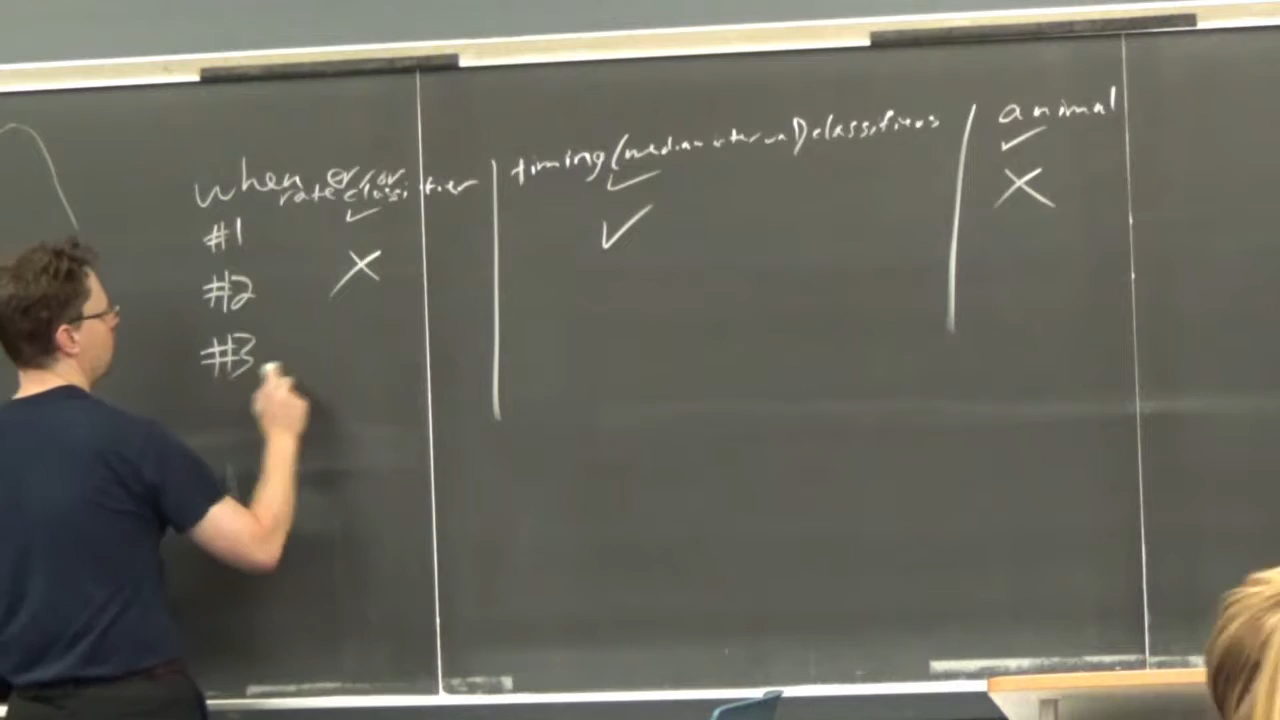 when error rate classifier
timing (median interval) classifiers
animal
✓ ✓ ✓
#1
✗ ✓ ✗
#2
#3